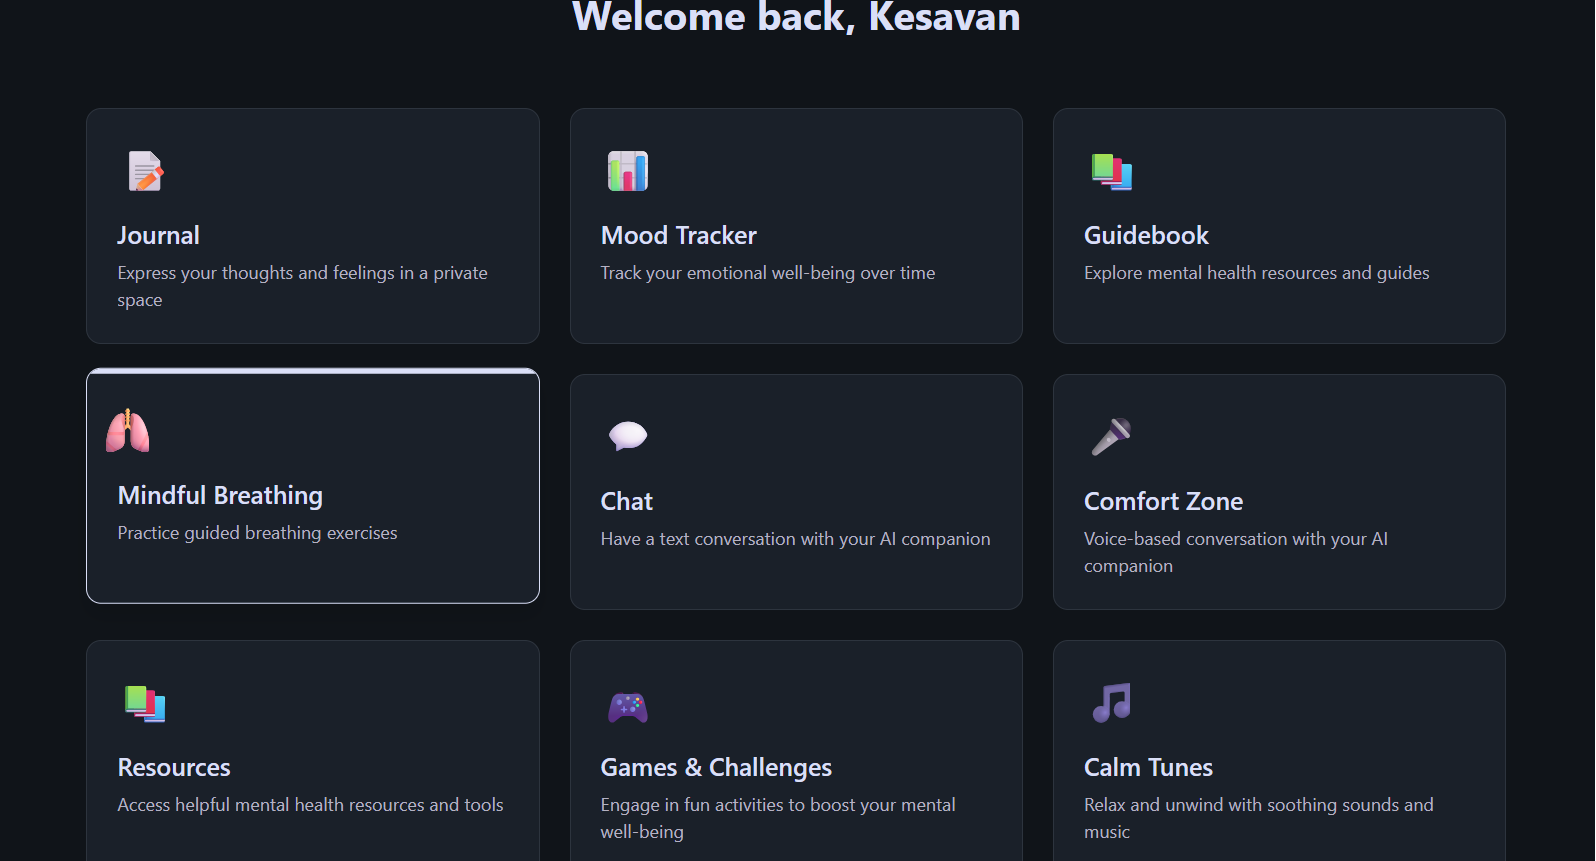 Welcome back, Kesavan
Journal
Express your thoughts and feelings in a private
space
Mood Tracker
Track your emotional well-being over time
Guidebook
Explore mental health resources and guides
Mindful Breathing
Practice guided breathing exercises
Chat
Have a text conversation with your AI companion
Comfort Zone
Voice-based conversation with your AI
companion
Resources
Access helpful mental health resources and tools
Games & Challenges
Engage in fun activities to boost your mental
well-being
Calm Tunes
Relax and unwind with soothing sounds and
music